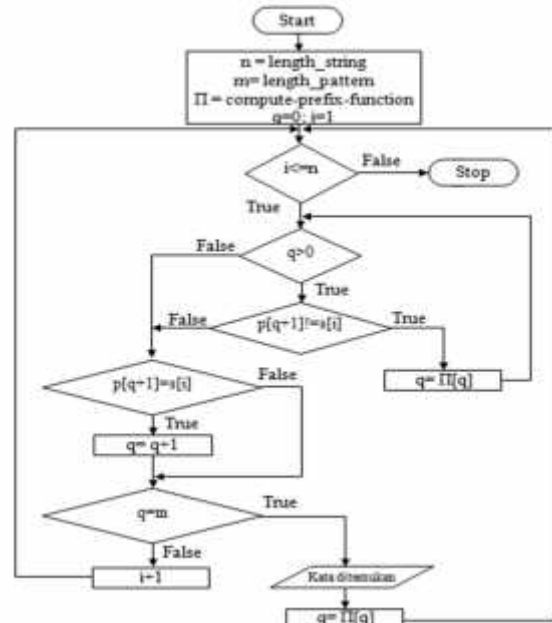 Start
n = length_string
m= length_pattern
Π = compute-prefix-function
q=0; i=1
i<=n
False
Stop
True
q>0
False
True
p[q+1]!=s[i]
False
True
q= Π[q]
p[q+1]=s[i]
False
True
q= q+1
q=m
True
False
i+1
Kata ditemukan
q= Π[q]